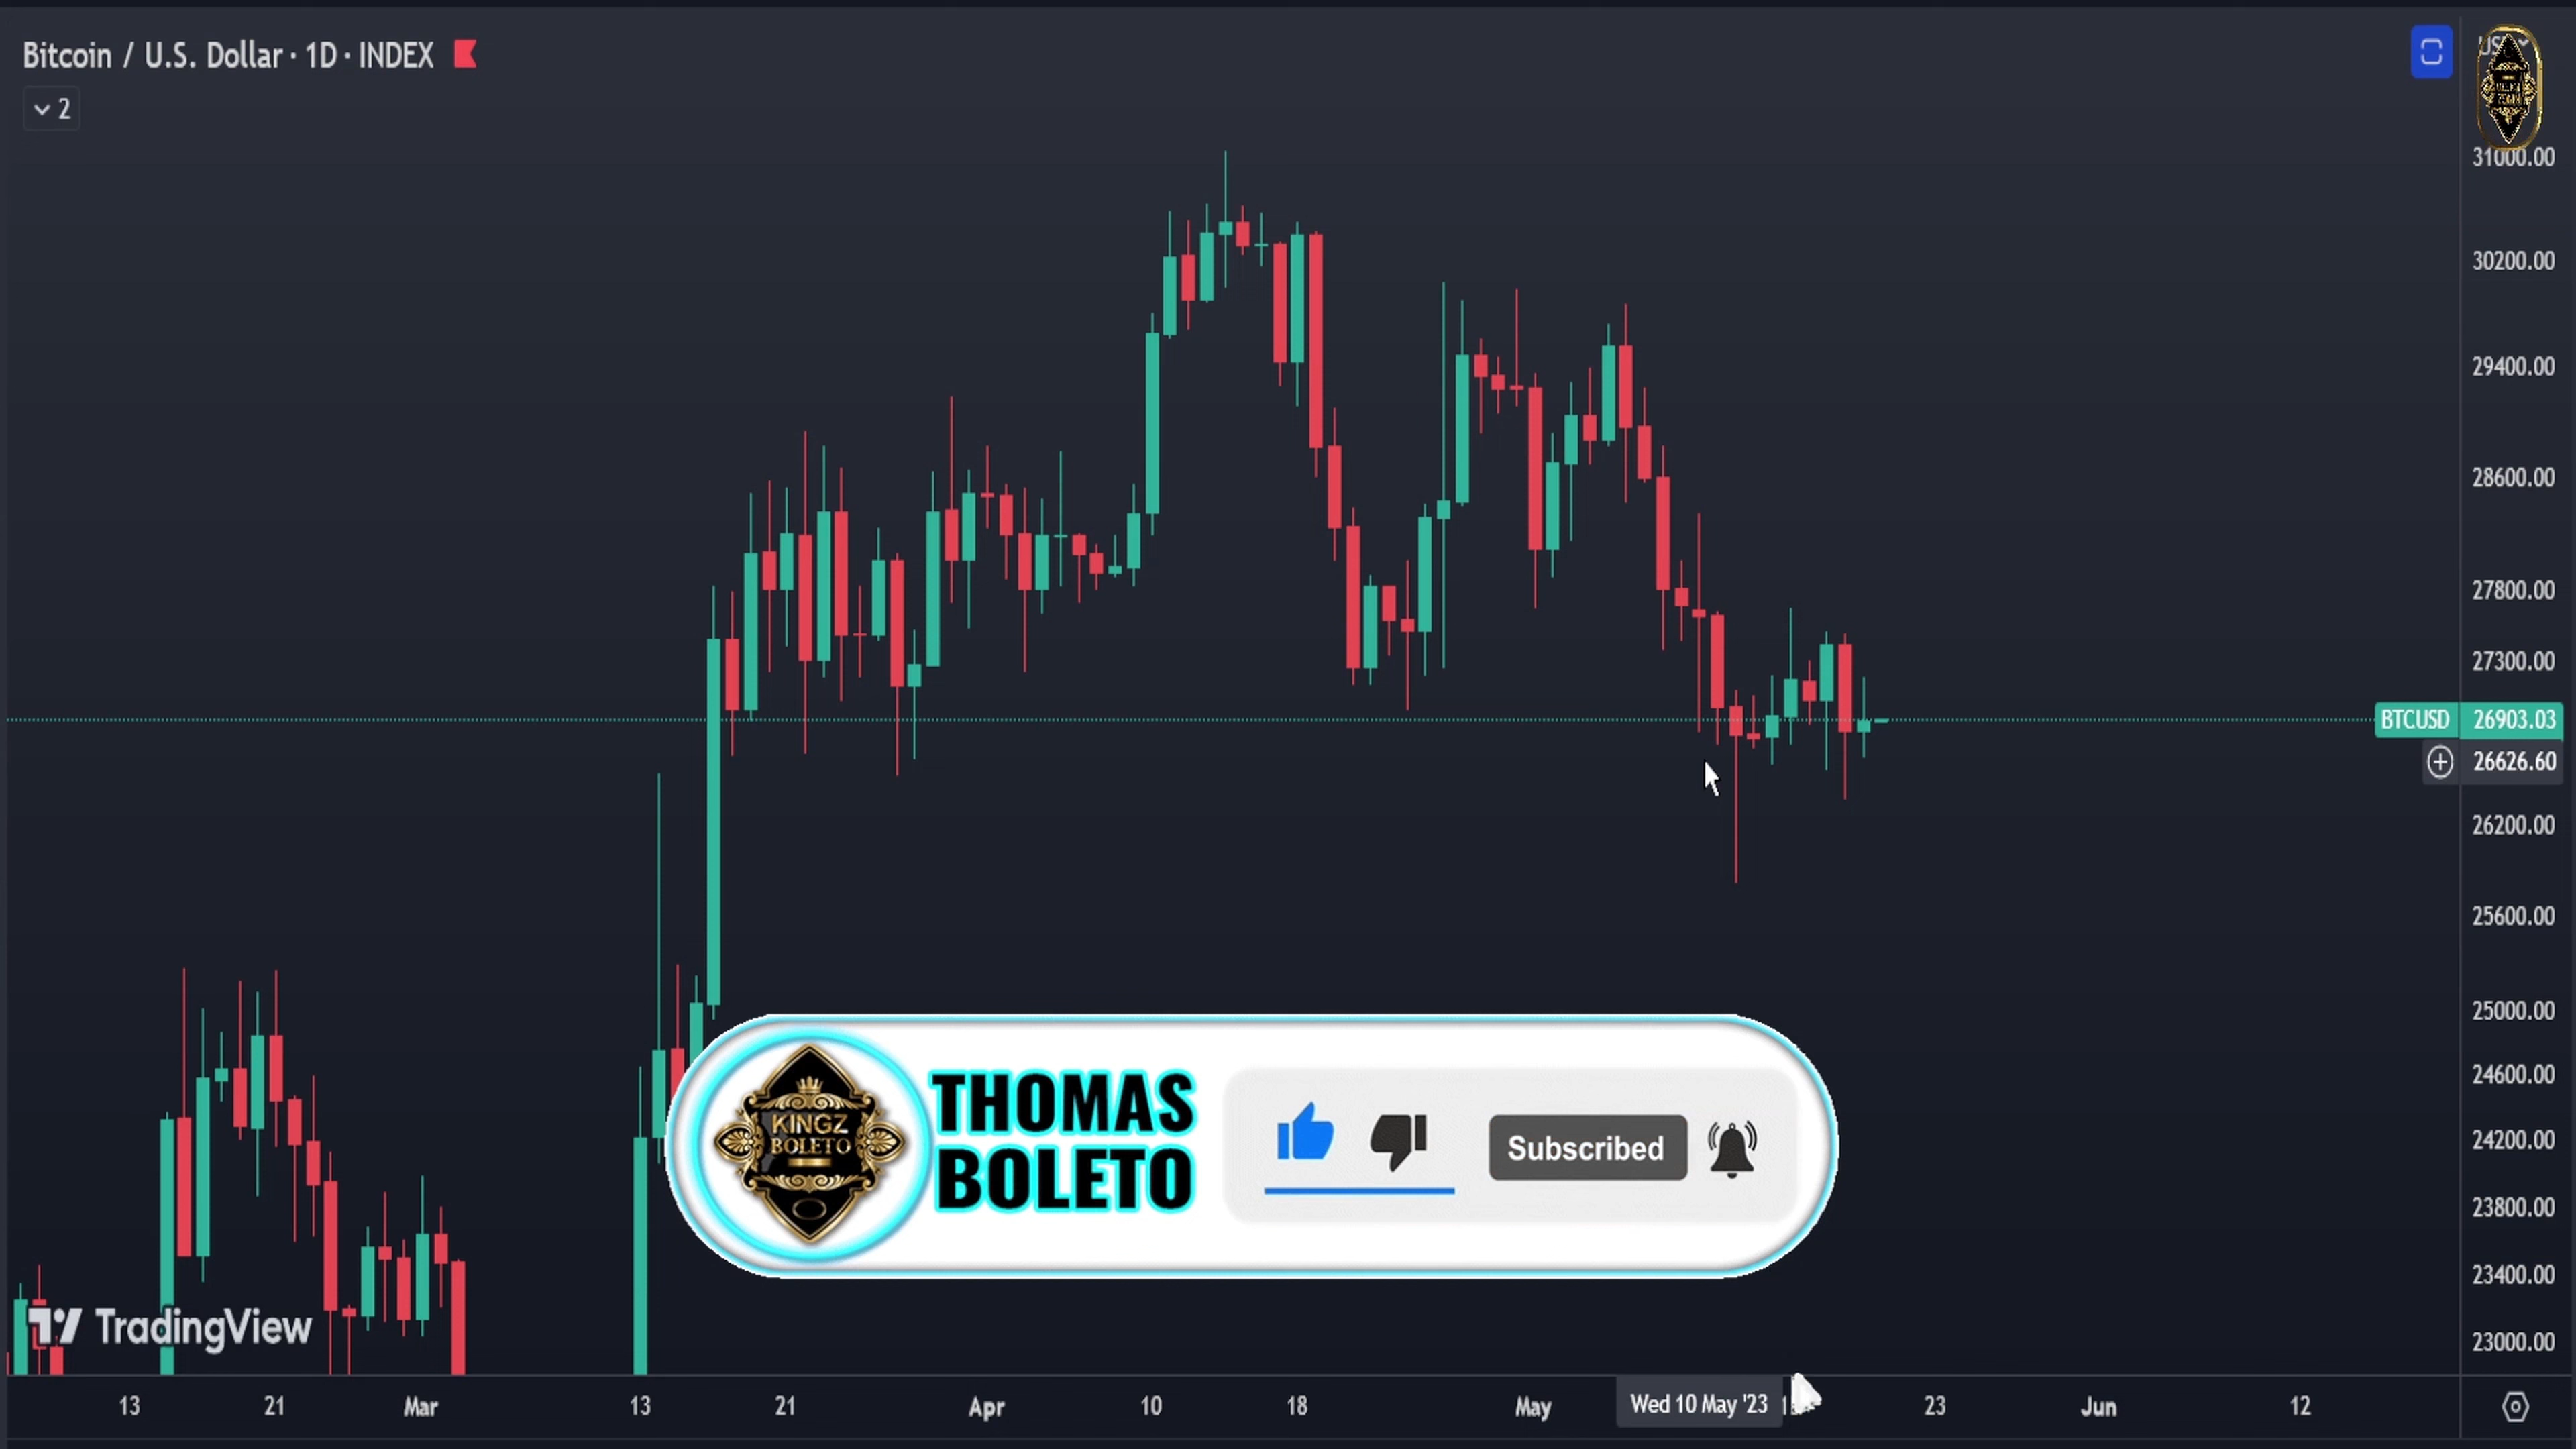 Bitcoin / U.S. Dollar · 1D · INDEX
2
31000.00
30200.00
29400.00
28600.00
27800.00
27300.00
BTCUSD 26903.03
26626.60
26200.00
25600.00
25000.00
24600.00
24200.00
23800.00
23400.00
23000.00
KINGZ
BOLETO
THOMAS
BOLETO
Subscribed
TradingView
13 21 Mar 13 21 Apr 10 18 May Wed 10 May '23 23 Jun 12